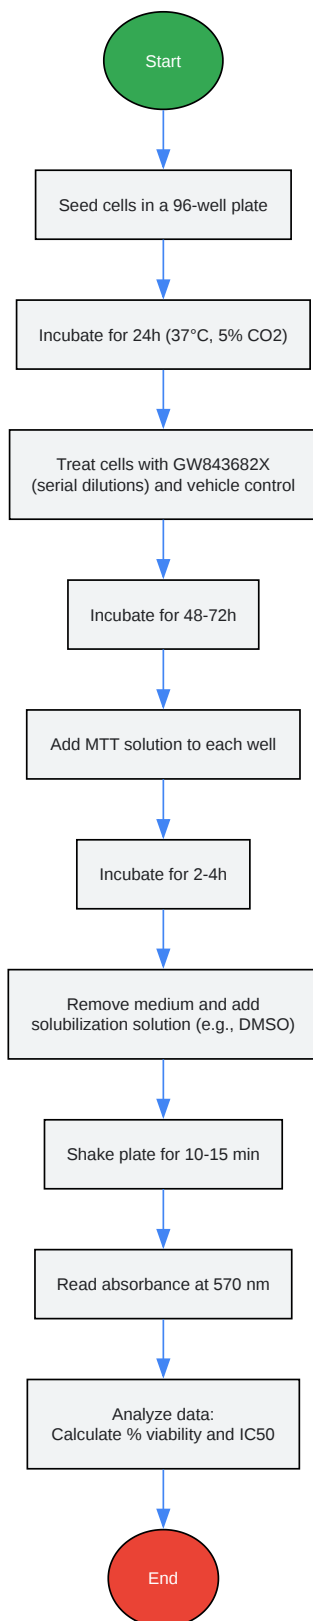 Start
Seed cells in a 96-well plate
Incubate for 24h (37°C, 5% CO2)
Treat cells with GW843682X
(serial dilutions) and vehicle control
Incubate for 48-72h
Add MTT solution to each well
Incubate for 2-4h
Remove medium and add
solubilization solution (e.g., DMSO)
Shake plate for 10-15 min
Read absorbance at 570 nm
Analyze data:
Calculate % viability and IC50
End